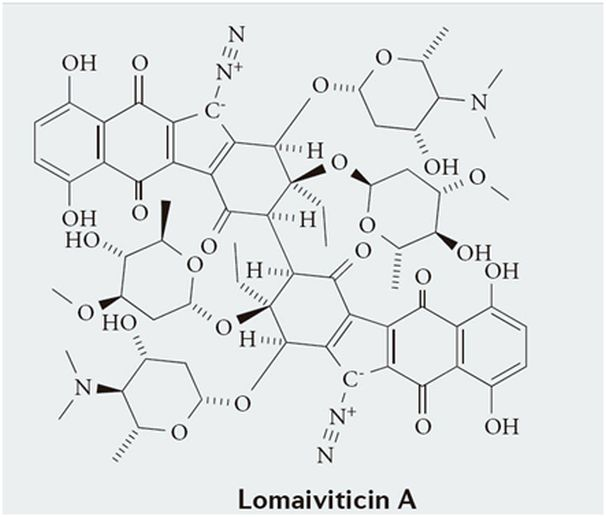 N
N+
OH O C- O O N
H OH
O O
OH O H O OH
HO O O H O
O H O OH
HO O
N O C- O OH
O N+
N
Lomaiviticin A